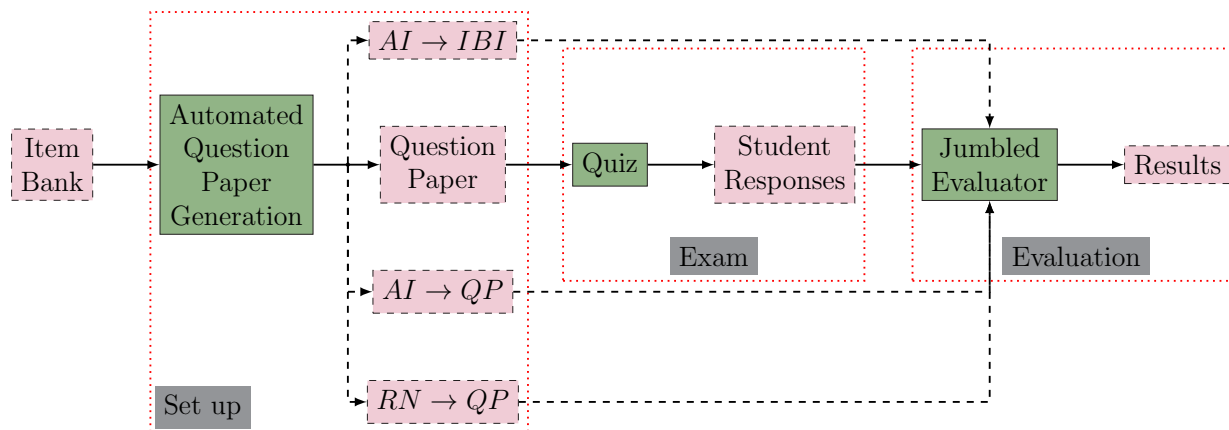 Item
Bank
Automated
Question
Paper
Generation
AI → IBI
Question
Paper
AI → QP
RN → QP
Set up
Quiz
Student
Responses
Exam
Jumbled
Evaluator
Evaluation
Results